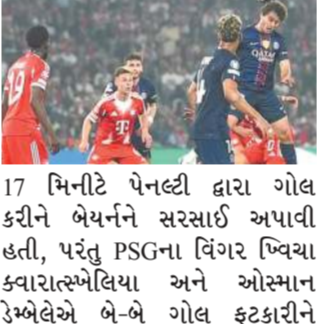 17 મિનીટે પેનલ્ટી દ્વારા ગોલ
કરીને બેયર્નને સરસાઈ અપાવી
હતી, પરંતુ PSGના વિંગર ખ્વિચા
ક્વારાત્સ્ખેલિયા અને ઓસ્માન
ડેમ્બેલેએ બે-બે ગોલ ફટકારીને